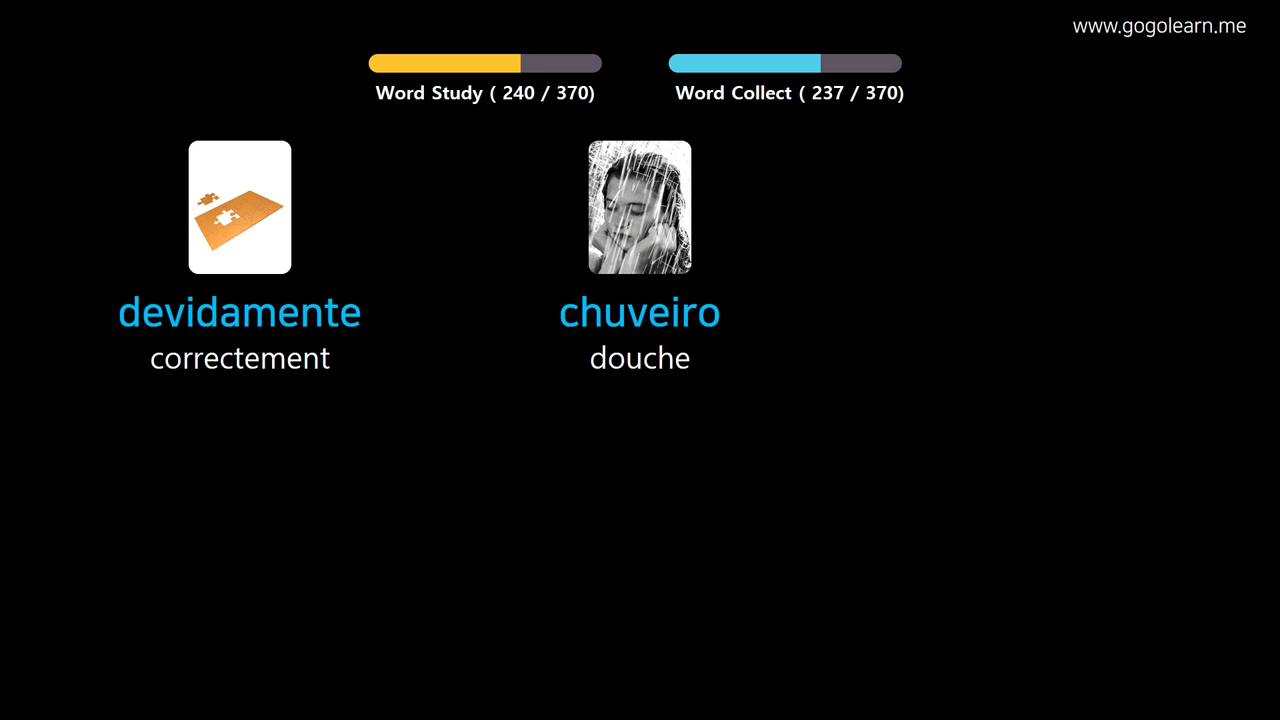 www.gogolearn.me
Word Study ( 240 / 370)
Word Collect ( 237 / 370)
devidamente
correctement
chuveiro
douche